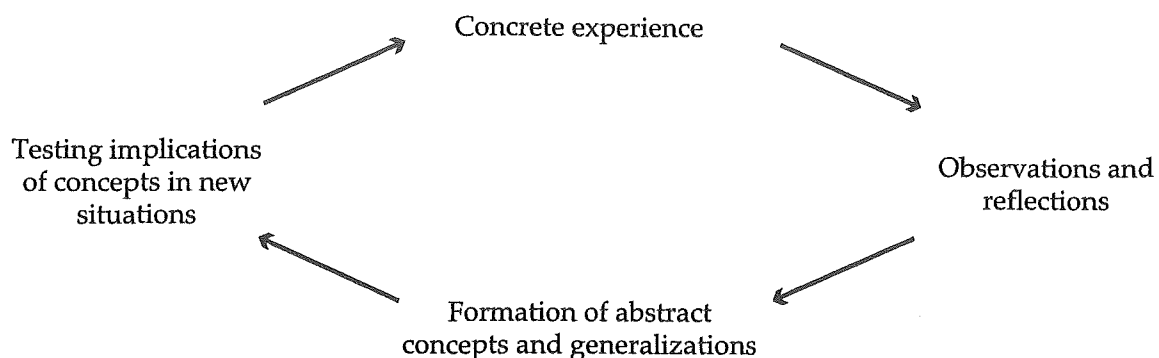 Concrete experience
Observations and
reflections
Formation of abstract
concepts and generalizations
Testing implications
of concepts in new
situations